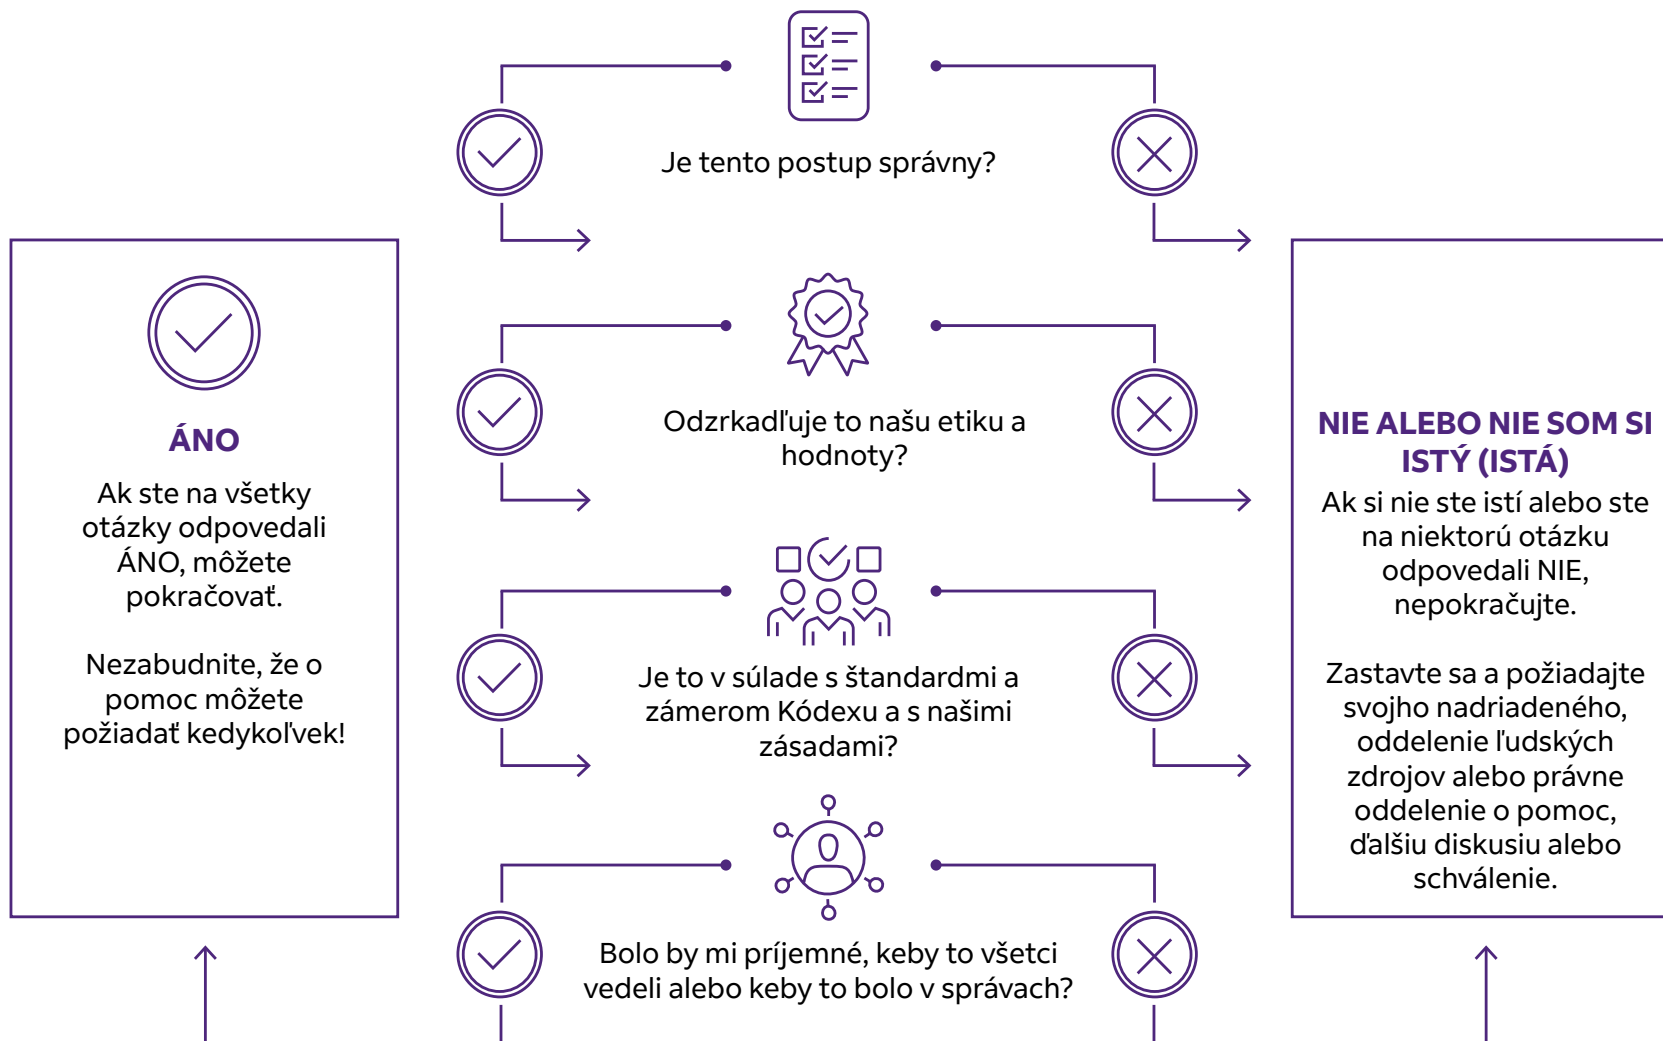 Je tento postup správny?
ÁNO
Ak ste na všetky
otázky odpovedali
ÁNO, môžete
pokračovať.
Nezabudnite, že o
pomoc môžete
požiadať kedykoľvek!
Odzrkadľuje to našu etiku a
hodnoty?
Je to v súlade s štandardmi a
zámerom Kódexu a s našimi
zásadami?
Bolo by mi príjemné, keby to všetci
vedeli alebo keby to bolo v správach?
NIE ALEBO NIE SOM SI
ISTÝ (ISTÁ)
Ak si nie ste istí alebo ste
na niektorú otázku
odpovedali NIE,
nepokračujte.
Zastavte sa a požiadajte
svojho nadriadeného,
oddelenie ľudských
zdrojov alebo právne
oddelenie o pomoc,
ďalšiu diskusiu alebo
schválenie.